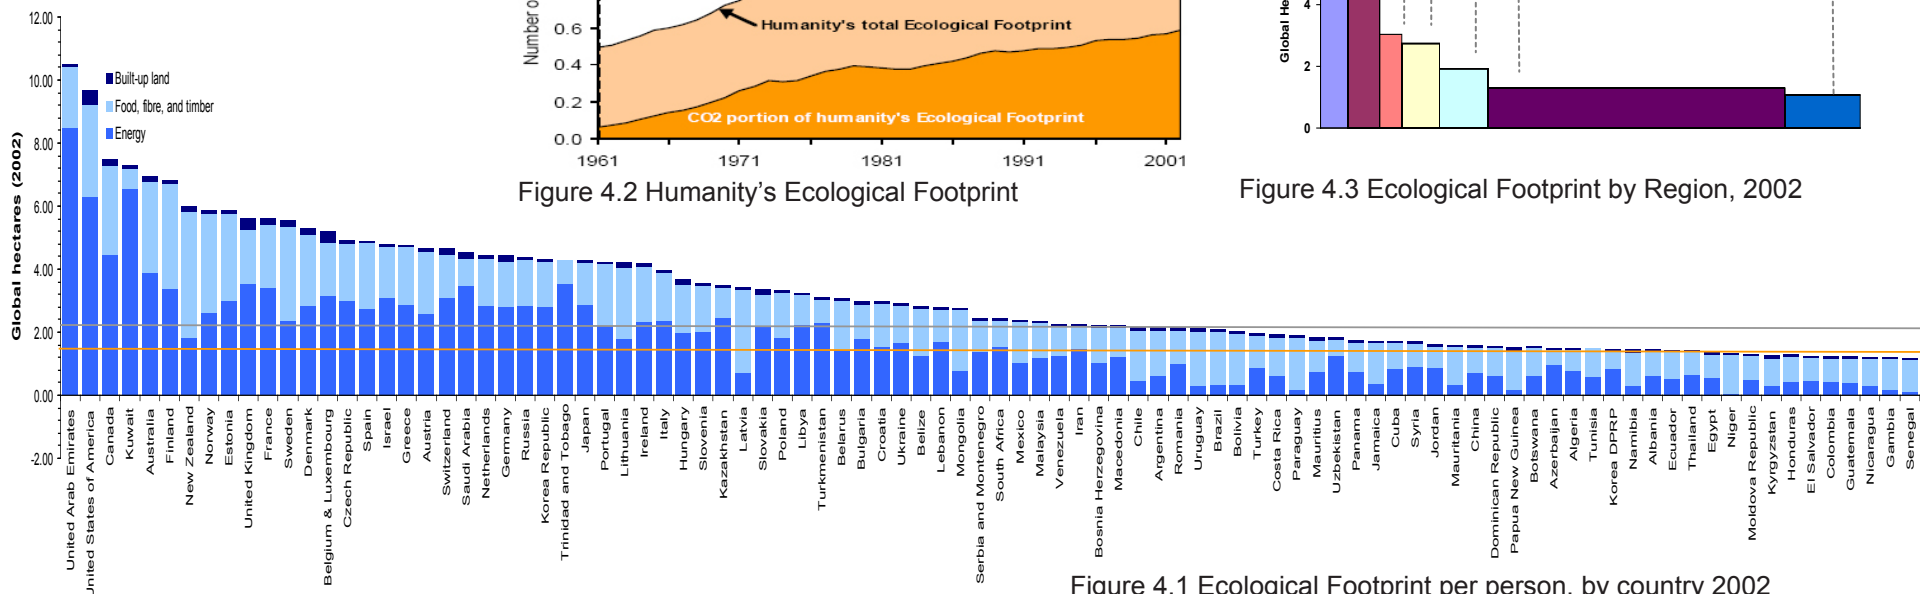 12.00
10.00
8.00
6.00
4.00
2.00
0.00
-2.00
Global hectares (2002)
Built-up land
Food, fibre, and timber
Energy
Number o
0.6
0.4
0.2
0.0
Humanity's total Ecological Footprint
CO2 portion of humanity's Ecological Footprint
1961
1971
1981
1991
2001
Figure 4.2 Humanity's Ecological Footprint
Global He
4
2
0
Figure 4.3 Ecological Footprint by Region, 2002
United Arab Emirates
United States of America
Canada
Kuwait
Australia
Finland
New Zealand
Norway
Estonia
United Kingdom
France
Sweden
Denmark
Belgium & Luxembourg
Czech Republic
Spain
Israel
Greece
Austria
Switzerland
Saudi Arabia
Netherlands
Germany
Russia
Korea Republic
Trinidad and Tobago
Japan
Portugal
Lithuania
Ireland
Italy
Hungary
Slovenia
Kazakhstan
Latvia
Slovakia
Poland
Libya
Turkmenistan
Belarus
Bulgaria
Croatia
Ukraine
Belize
Lebanon
Mongolia
Serbia and Montenegro
South Africa
Mexico
Malaysia
Venezuela
Iran
Bosnia Herzegovina
Macedonia
Chile
Argentina
Romania
Uruguay
Brazil
Bolivia
Turkey
Costa Rica
Paraguay
Mauritus
Uzbekistan
Panama
Jamaica
Cuba
Syria
Jordan
Mauritania
China
Dominican Republic
Papua New Guinea
Botswana
Azerbaijan
Algeria
Tunisia
Korea DPRP
Namibia
Albania
Ecuador
Thailand
Egypt
Niger
Moldova Republic
Kyrgyzstan
Honduras
El Salvador
Colombia
Guatemala
Nicaragua
Gambia
Senegal
Figure 4.1 Ecological Footprint per person, by country 2002